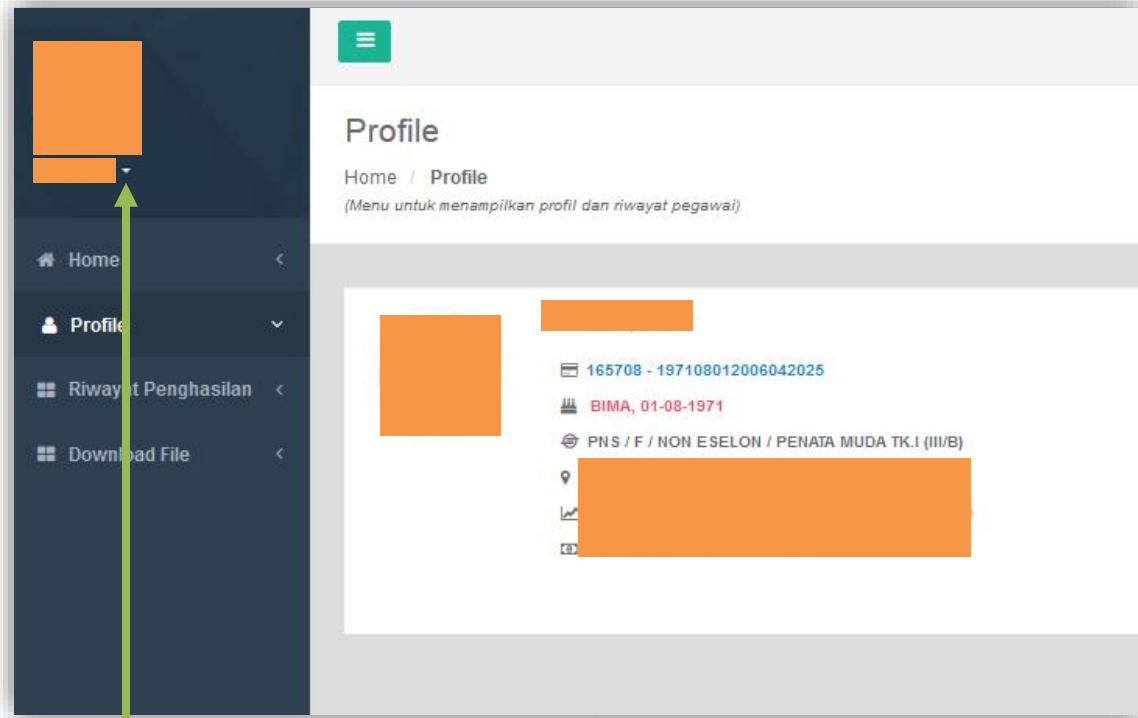 Profile
Home / Profile
(Menu untuk menampilkan profil dan riwayat pegawai)
Home
Profile
Riwayat Penghasilan
Download File
165708 - 197108012006042025
BIMA, 01-08-1971
PNS / F / NON ESELON / PENATA MUDA TK.I (III/B)